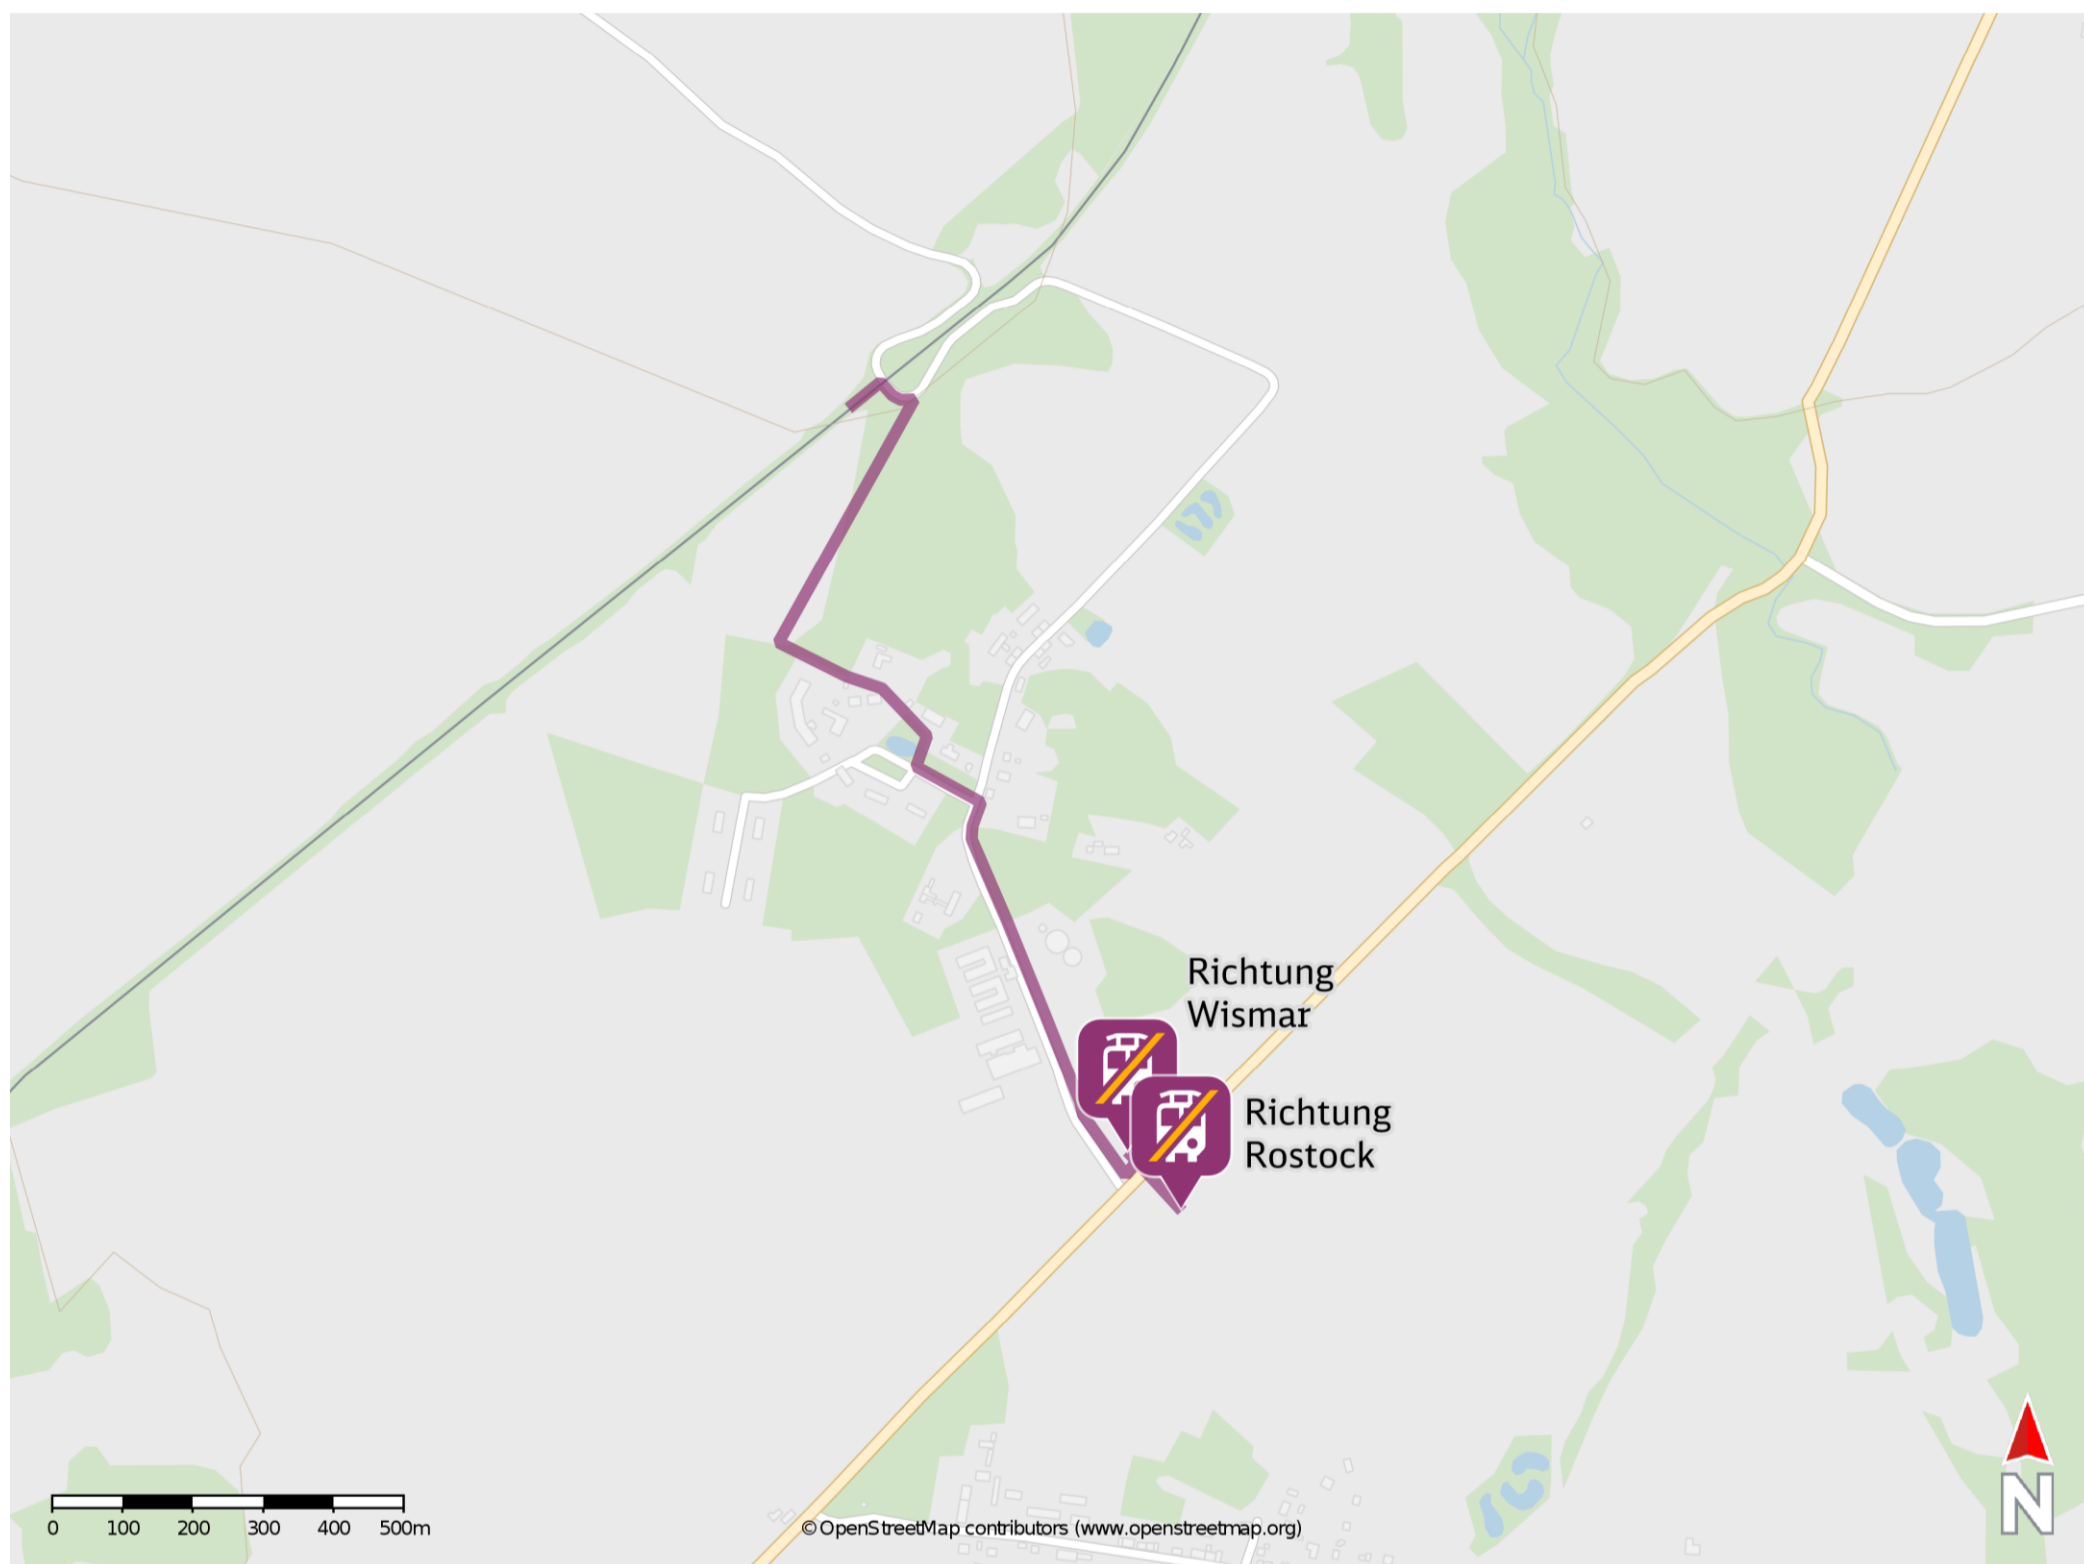 Richtung
Wismar
Richtung
Rostock
N
0 100 200 300 400 500m
©OpenStreetMap contributors (www.openstreetmap.org)